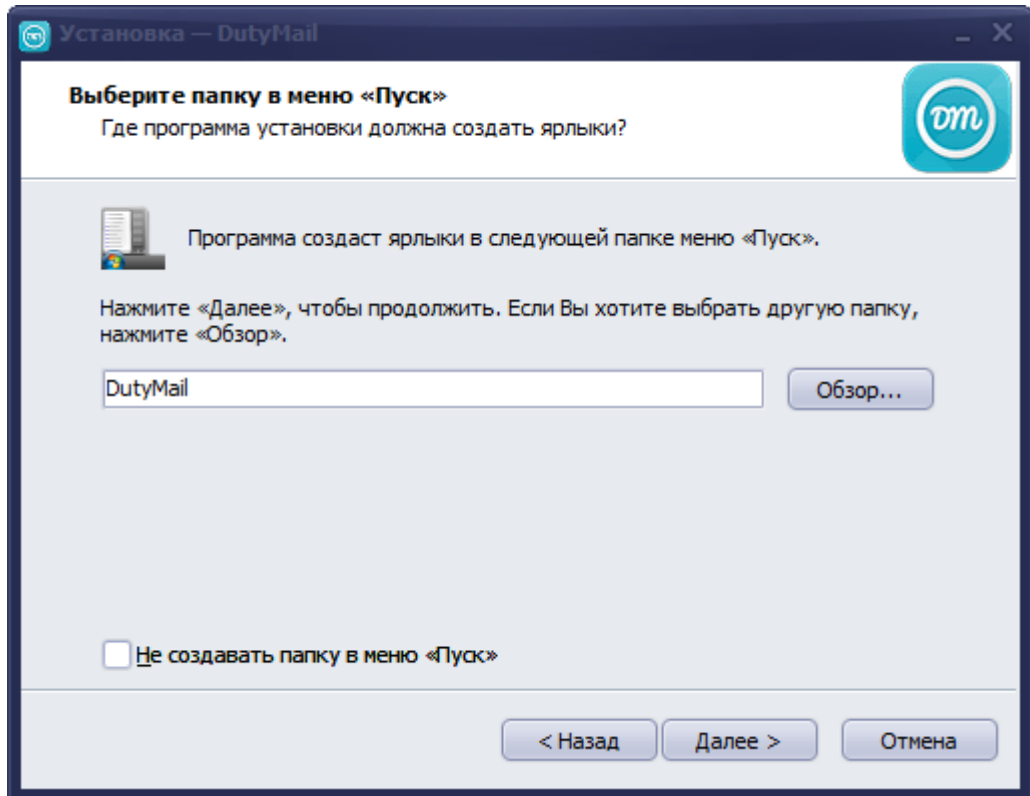 Установка — DutyMail
Выберите папку в меню «Пуск»
Где программа установки должна создать ярлыки?
DM
Программа создаст ярлыки в следующей папке меню «Пуск».
Нажмите «Далее», чтобы продолжить. Если Вы хотите выбрать другую папку,
нажмите «Обзор».
DutyMail
Обзор...
Не создавать папку в меню «Пуск»
< Назад
Далее >
Отмена